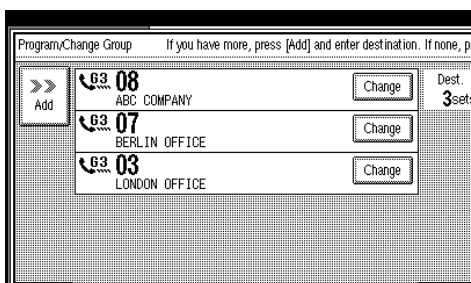 Program/Change Group If you have more, press [Add] and enter destination. If none, p
>> Add
G3 08 Change
ABC COMPANY
G3 07 Change
BERLIN OFFICE
G3 03 Change
LONDON OFFICE
Dest.
3sets